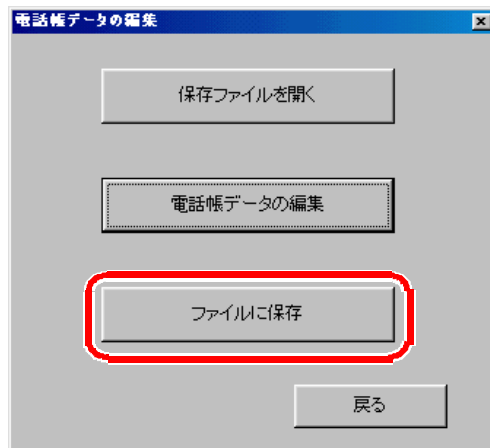 電話帳データの編集
保存ファイルを開く
電話帳データの編集
ファイルに保存
戻る